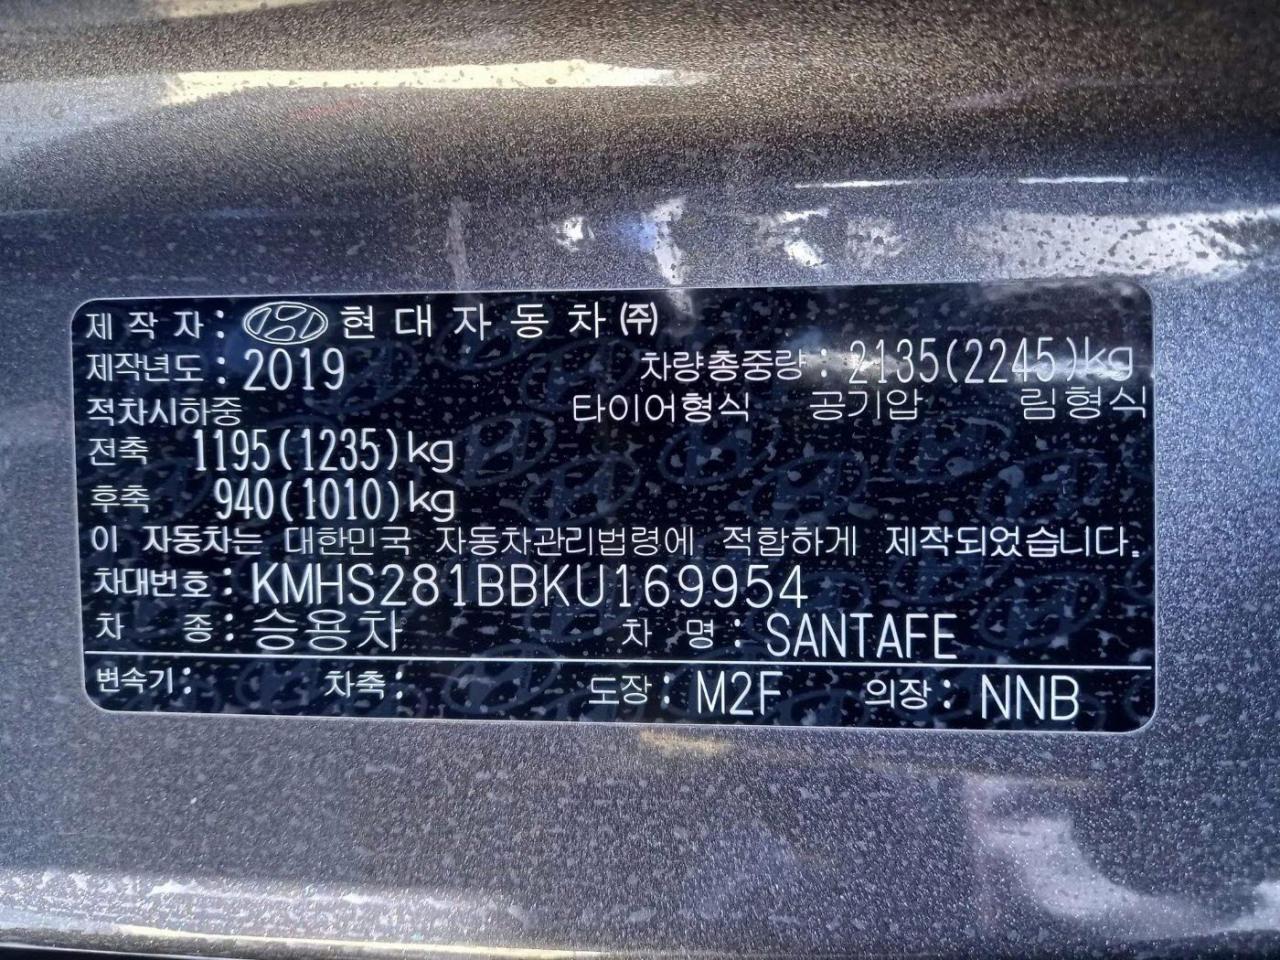 제 작 자 : 현 대 자 동 차 ㈜
제작년도 : 2019 차량총중량 : 2135(2245)kg
적차시하중 타이어형식 공기압 림형식
전축 1195(1235)kg
후축 940(1010)kg
이 자동차는 대한민국 자동차관리법령에 적합하게 제작되었습니다.
차대번호 : KMHS281BBKU169954
차 종 : 승용차 차 명 : SANTAFE
변속기 : 차축 : 도장 : M2F 의장 : NNB